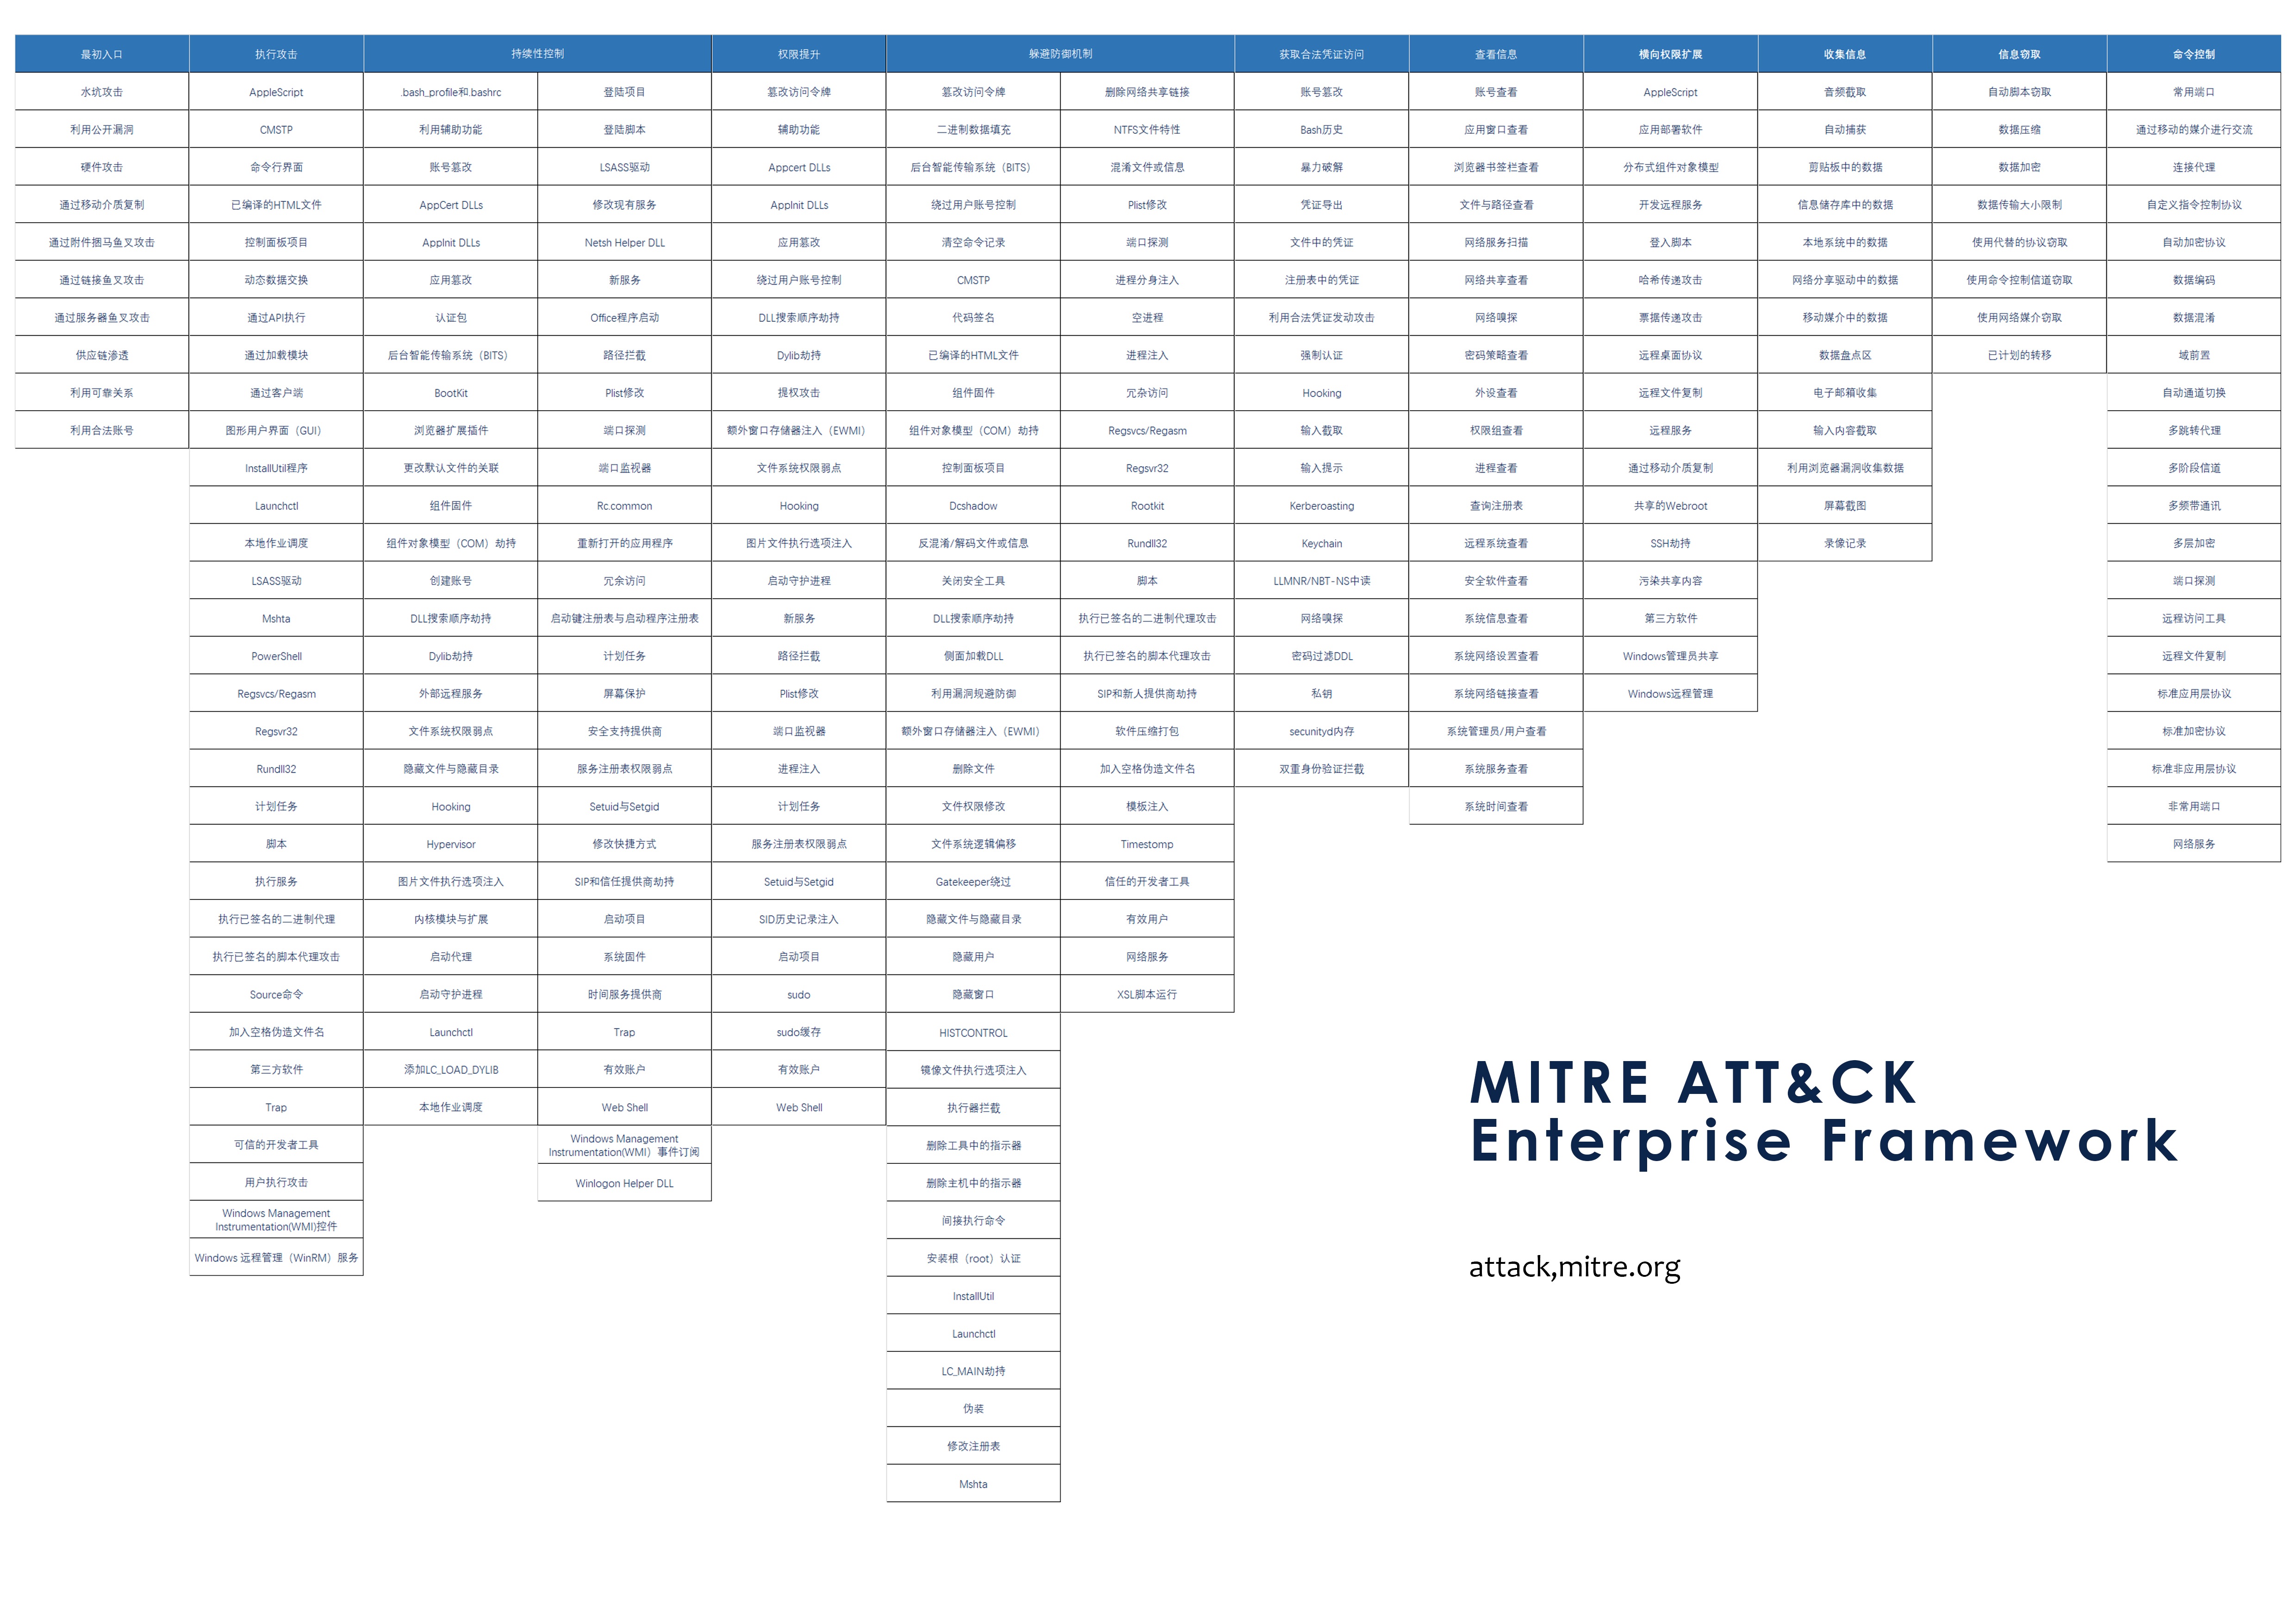 最初入口 执行攻击 持续性控制 权限提升 躲避防御机制 获取合法凭证访问 查看信息 横向权限扩展 收集信息 信息窃取 命令控制
水坑攻击 AppleScript .bash_profile和.bashrc 登陆项目 篡改访问令牌 篡改访问令牌 删除网络共享链接 账号篡改 账号查看 AppleScript 音频截取 自动脚本窃取 常用端口
利用公开漏洞 CMSTP 利用辅助功能 登陆脚本 辅助功能 二进制数据填充 NTFS文件特性 Bash历史 应用窗口查看 应用部署软件 自动捕获 数据压缩 通过移动的媒介进行交流
硬件攻击 命令行界面 账号篡改 LSASS驱动 Appcert DLLs 后台智能传输系统（BITS） 混淆文件或信息 暴力破解 浏览器书签栏查看 分布式组件对象模型 剪贴板中的数据 数据加密 连接代理
通过移动介质复制 已编译的HTML文件 AppCert DLLs 修改现有服务 AppInit DLLs 绕过用户账号控制 Plist修改 凭证导出 文件与路径查看 开发远程服务 信息储存库中的数据 数据传输大小限制 自定义指令控制协议
通过附件捆马鱼叉攻击 控制面板项目 AppInit DLLs Netsh Helper DLL 应用篡改 清空命令记录 端口探测 文件中的凭证 网络服务扫描 登入脚本 本地系统中的数据 使用代替的协议窃取 自动加密协议
通过链接鱼叉攻击 动态数据交换 应用篡改 新服务 绕过用户账号控制 CMSTP 进程分身注入 注册表中的凭证 网络共享查看 哈希传递攻击 网络分享驱动中的数据 使用命令控制信道窃取 数据编码
通过服务器鱼叉攻击 通过API执行 认证包 Office程序启动 DLL搜索顺序劫持 代码签名 空进程 利用合法凭证发动攻击 网络嗅探 票据传递攻击 移动媒介中的数据 使用网络媒介窃取 数据混淆
供应链渗透 通过加载模块 后台智能传输系统（BITS） 路径拦截 Dylib劫持 已编译的HTML文件 进程注入 强制认证 密码策略查看 远程桌面协议 数据盘点区 已计划的转移 域前置
利用可靠关系 通过客户端 BootKit Plist修改 提权攻击 组件固件 冗杂访问 Hooking 外设查看 远程文件复制 电子邮箱收集 自动通道切换
利用合法账号 图形用户界面（GUI） 浏览器扩展插件 端口探测 额外窗口存储器注入（EWMI） 组件对象模型（COM）劫持 Regsvcs/Regasm 输入截取 权限组查看 远程服务 输入内容截取 多跳转代理
InstallUtil程序 更改默认文件的关联 端口监视器 文件系统权限弱点 控制面板项目 Regsvr32 输入提示 进程查看 通过移动介质复制 利用浏览器漏洞收集数据 多阶段信道
Launchctl 组件固件 Rc.common Hooking Dcshadow Rootkit Kerberoasting 查询注册表 共享的Webroot 屏幕截图 多频带通讯
本地作业调度 组件对象模型（COM）劫持 重新打开的应用程序 图片文件执行选项注入 反混淆/解码文件或信息 Rundll32 Keychain 远程系统查看 SSH劫持 录像记录 多层加密
LSASS驱动 创建账号 冗余访问 启动守护进程 关闭安全工具 脚本 LLMNR/NBT-NS中读 安全软件查看 污染共享内容 端口探测
Mshta DLL搜索顺序劫持 启动键注册表与启动程序注册表 新服务 DLL搜索顺序劫持 执行已签名的二进制代理攻击 网络嗅探 系统信息查看 第三方软件 远程访问工具
PowerShell Dylib劫持 计划任务 路径拦截 侧面加载DLL 执行已签名的脚本代理攻击 密码过滤DDL 系统网络设置查看 Windows管理员共享 远程文件复制
Regsvcs/Regasm 外部远程服务 屏幕保护 Plist修改 利用漏洞规避防御 SIP和新人提供商劫持 私钥 系统网络链接查看 Windows远程管理 标准应用层协议
Regsvr32 文件系统权限弱点 安全支持提供商 端口监视器 额外窗口存储器注入（EWMI） 软件压缩打包 secunityd内存 系统管理员/用户查看 标准加密协议
Rundll32 隐藏文件与隐藏目录 服务注册表权限弱点 进程注入 删除文件 加入空格伪造文件名 双重身份验证拦截 系统服务查看 标准非应用层协议
计划任务 Hooking Setuid与Setgid 计划任务 文件权限修改 模板注入 系统时间查看 非常用端口
脚本 Hypervisor 修改快捷方式 服务注册表权限弱点 文件系统逻辑偏移 Timestomp 网络服务
执行服务 图片文件执行选项注入 SIP和信任提供商劫持 Setuid与Setgid Gatekeeper绕过 信任的开发者工具
执行已签名的二进制代理 内核模块与扩展 启动项目 SID历史记录注入 隐藏文件与隐藏目录 有效用户
执行已签名的脚本代理攻击 启动代理 系统固件 启动项目 隐藏用户 网络服务
Source命令 启动守护进程 时间服务提供商 sudo 隐藏窗口 XSL脚本运行
加入空格伪造文件名 Launchctl Trap sudo缓存 HISTCONTROL
第三方软件 添加LC_LOAD_DYLIB 有效账户 有效账户 镜像文件执行选项注入
Trap 本地作业调度 Web Shell Web Shell 执行器拦截
可信的开发者工具 Windows Management
Instrumentation(WMI）事件订阅 删除工具中的指示器
用户执行攻击 Winlogon Helper DLL 删除主机中的指示器
Windows Management
Instrumentation(WMI)控件 间接执行命令
Windows 远程管理（WinRM）服务 安装根（root）认证
InstallUtil
Launchctl
LC_MAIN劫持
伪装
修改注册表
Mshta
MITRE ATT&CK
Enterprise Framework
attack,mitre.org